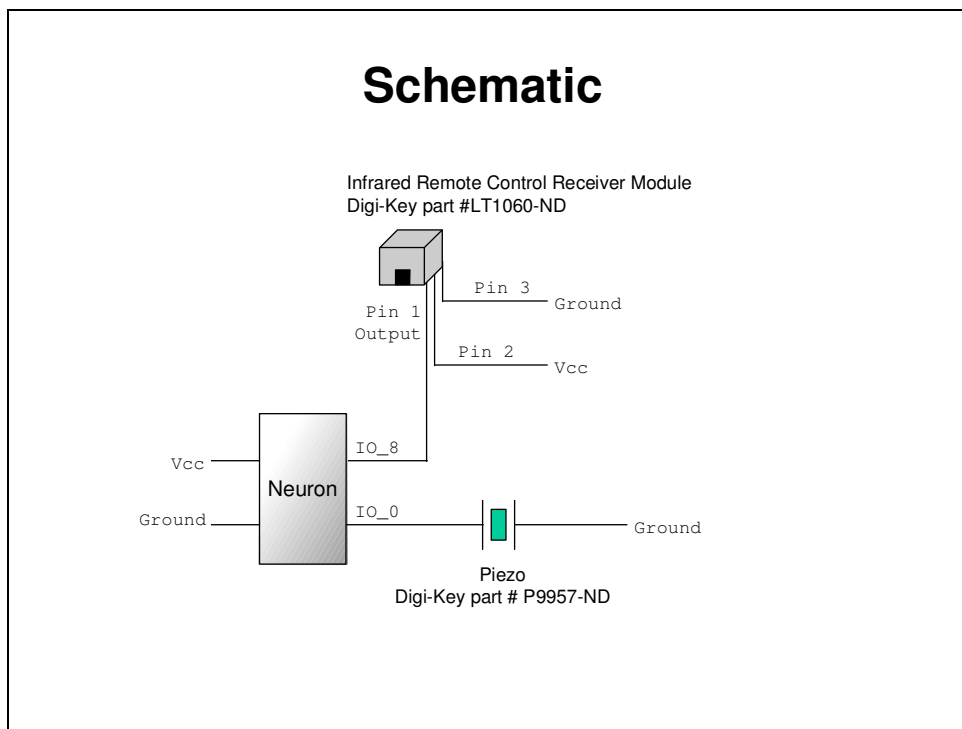 Schematic
Infrared Remote Control Receiver Module
Digi-Key part #LT1060-ND
Pin 3
Ground
Pin 1
Output
Pin 2
Vcc
IO_8
Vcc
Neuron
IO_0
Ground
Ground
Piezo
Digi-Key part # P9957-ND